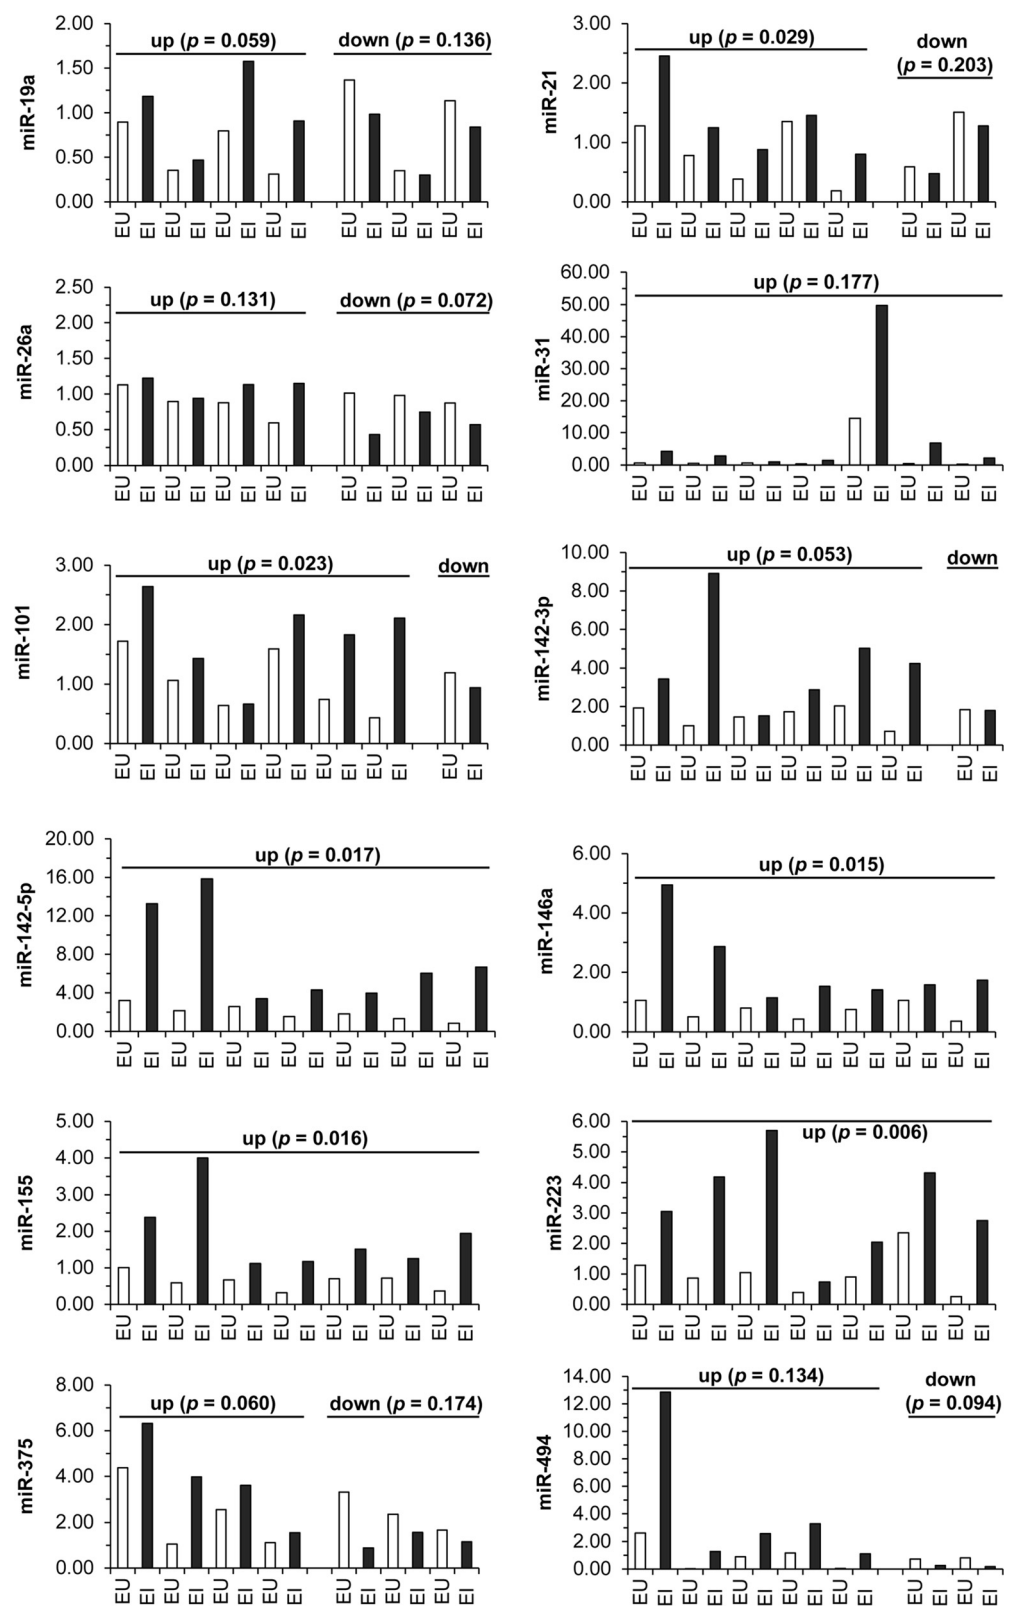 miR-19a
2.00
1.50
1.00
0.50
0.00
up (p = 0.059)
down (p = 0.136)
EU EI EU EI EU EI EU EI EU EI EU EI EU EI
miR-21
3.00
2.00
1.00
0.00
up (p = 0.029)
down
(p = 0.203)
EU EI EU EI EU EI EU EI EU EI EU EI EU EI
miR-26a
2.50
2.00
1.50
1.00
0.50
0.00
up (p = 0.131)
down (p = 0.072)
EU EI EU EI EU EI EU EI EU EI EU EI EU EI
miR-31
60.00
50.00
40.00
30.00
20.00
10.00
0.00
up (p = 0.177)
EU EI EU EI EU EI EU EI EU EI EU EI EU EI
miR-101
3.00
2.00
1.00
0.00
up (p = 0.023)
down
EU EI EU EI EU EI EU EI EU EI EU EI EU EI
miR-142-3p
10.00
8.00
6.00
4.00
2.00
0.00
up (p = 0.053)
down
EU EI EU EI EU EI EU EI EU EI EU EI EU EI
miR-142-5p
20.00
16.00
12.00
8.00
4.00
0.00
up (p = 0.017)
EU EI EU EI EU EI EU EI EU EI EU EI EU EI
miR-146a
6.00
4.00
2.00
0.00
up (p = 0.015)
EU EI EU EI EU EI EU EI EU EI EU EI EU EI
miR-155
5.00
4.00
3.00
2.00
1.00
0.00
up (p = 0.016)
EU EI EU EI EU EI EU EI EU EI EU EI EU EI
miR-223
6.00
5.00
4.00
3.00
2.00
1.00
0.00
up (p = 0.006)
EU EI EU EI EU EI EU EI EU EI EU EI EU EI
miR-375
8.00
6.00
4.00
2.00
0.00
up (p = 0.060)
down (p = 0.174)
EU EI EU EI EU EI EU EI EU EI EU EI EU EI
miR-494
14.00
12.00
10.00
8.00
6.00
4.00
2.00
0.00
up (p = 0.134)
down
(p = 0.094)
EU EI EU EI EU EI EU EI EU EI EU EI EU EI